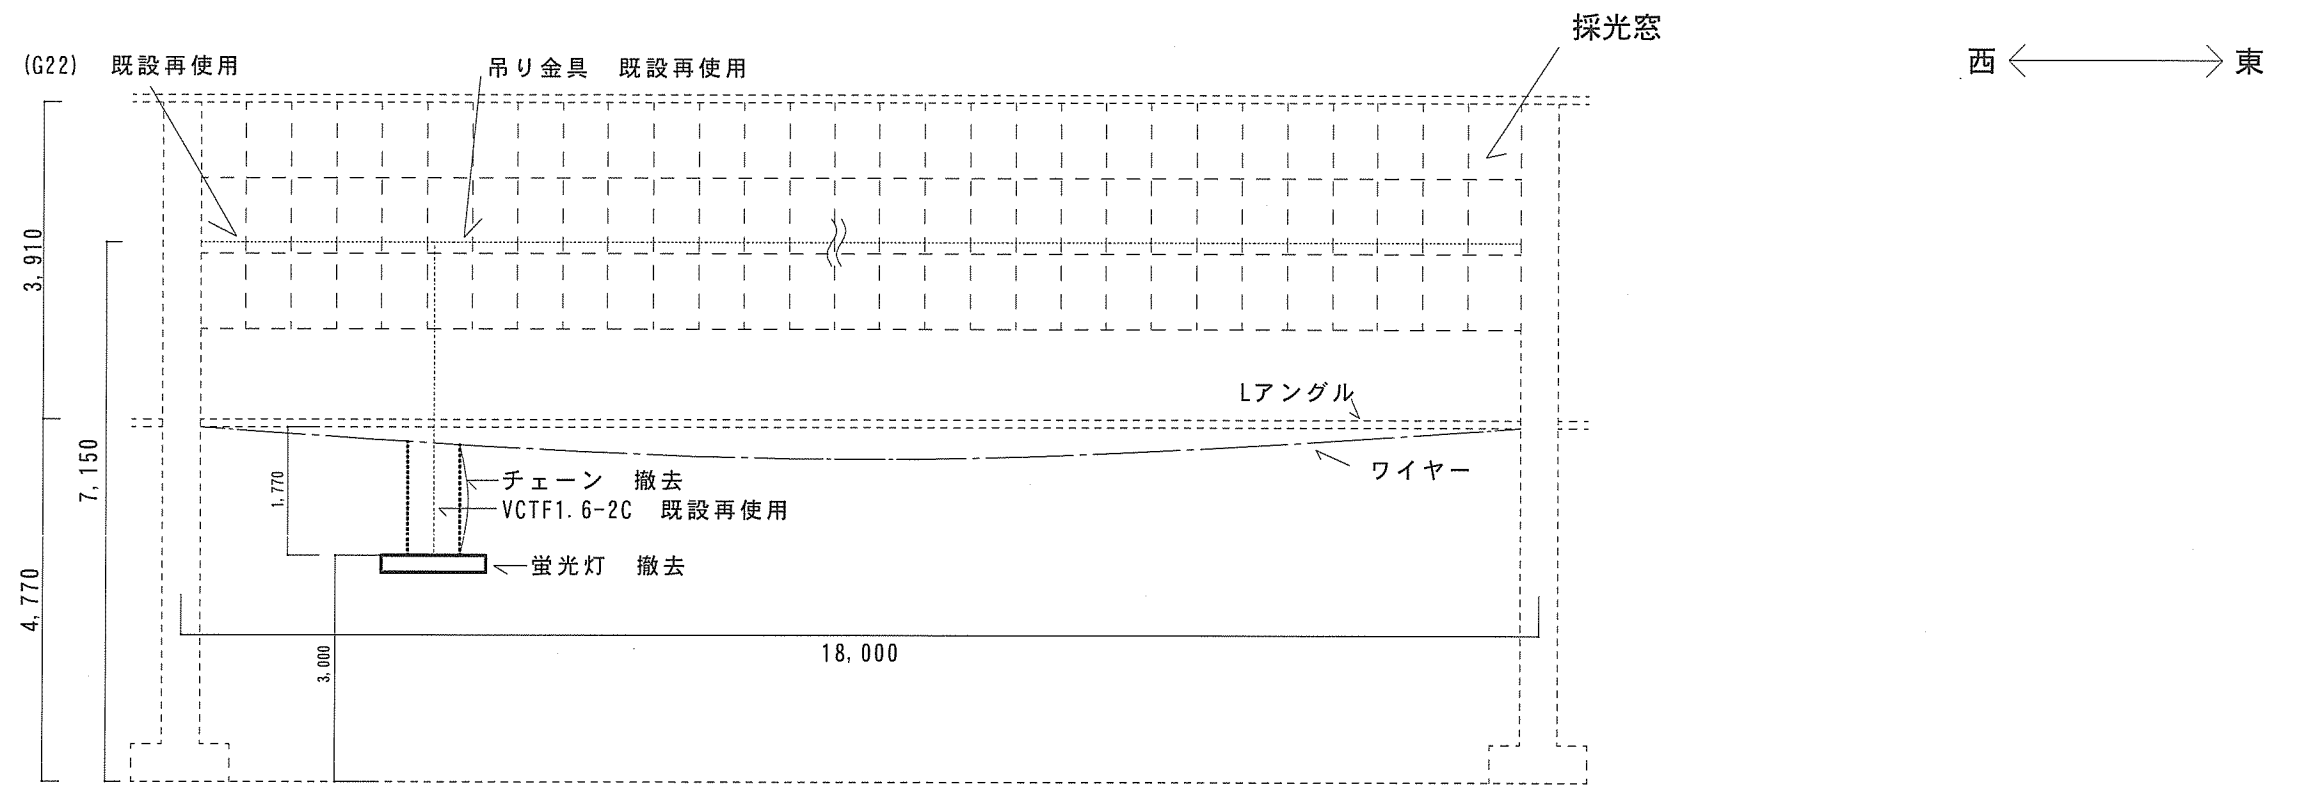 採光窓
西 東
(G22) 既設再使用
吊り金具 既設再使用
3,910
Lアングル
7,150
ワイヤー
1,770
チェーン 撤去
VCTF1.6-2C 既設再使用
蛍光灯 撤去
4,770
3,000
18,000